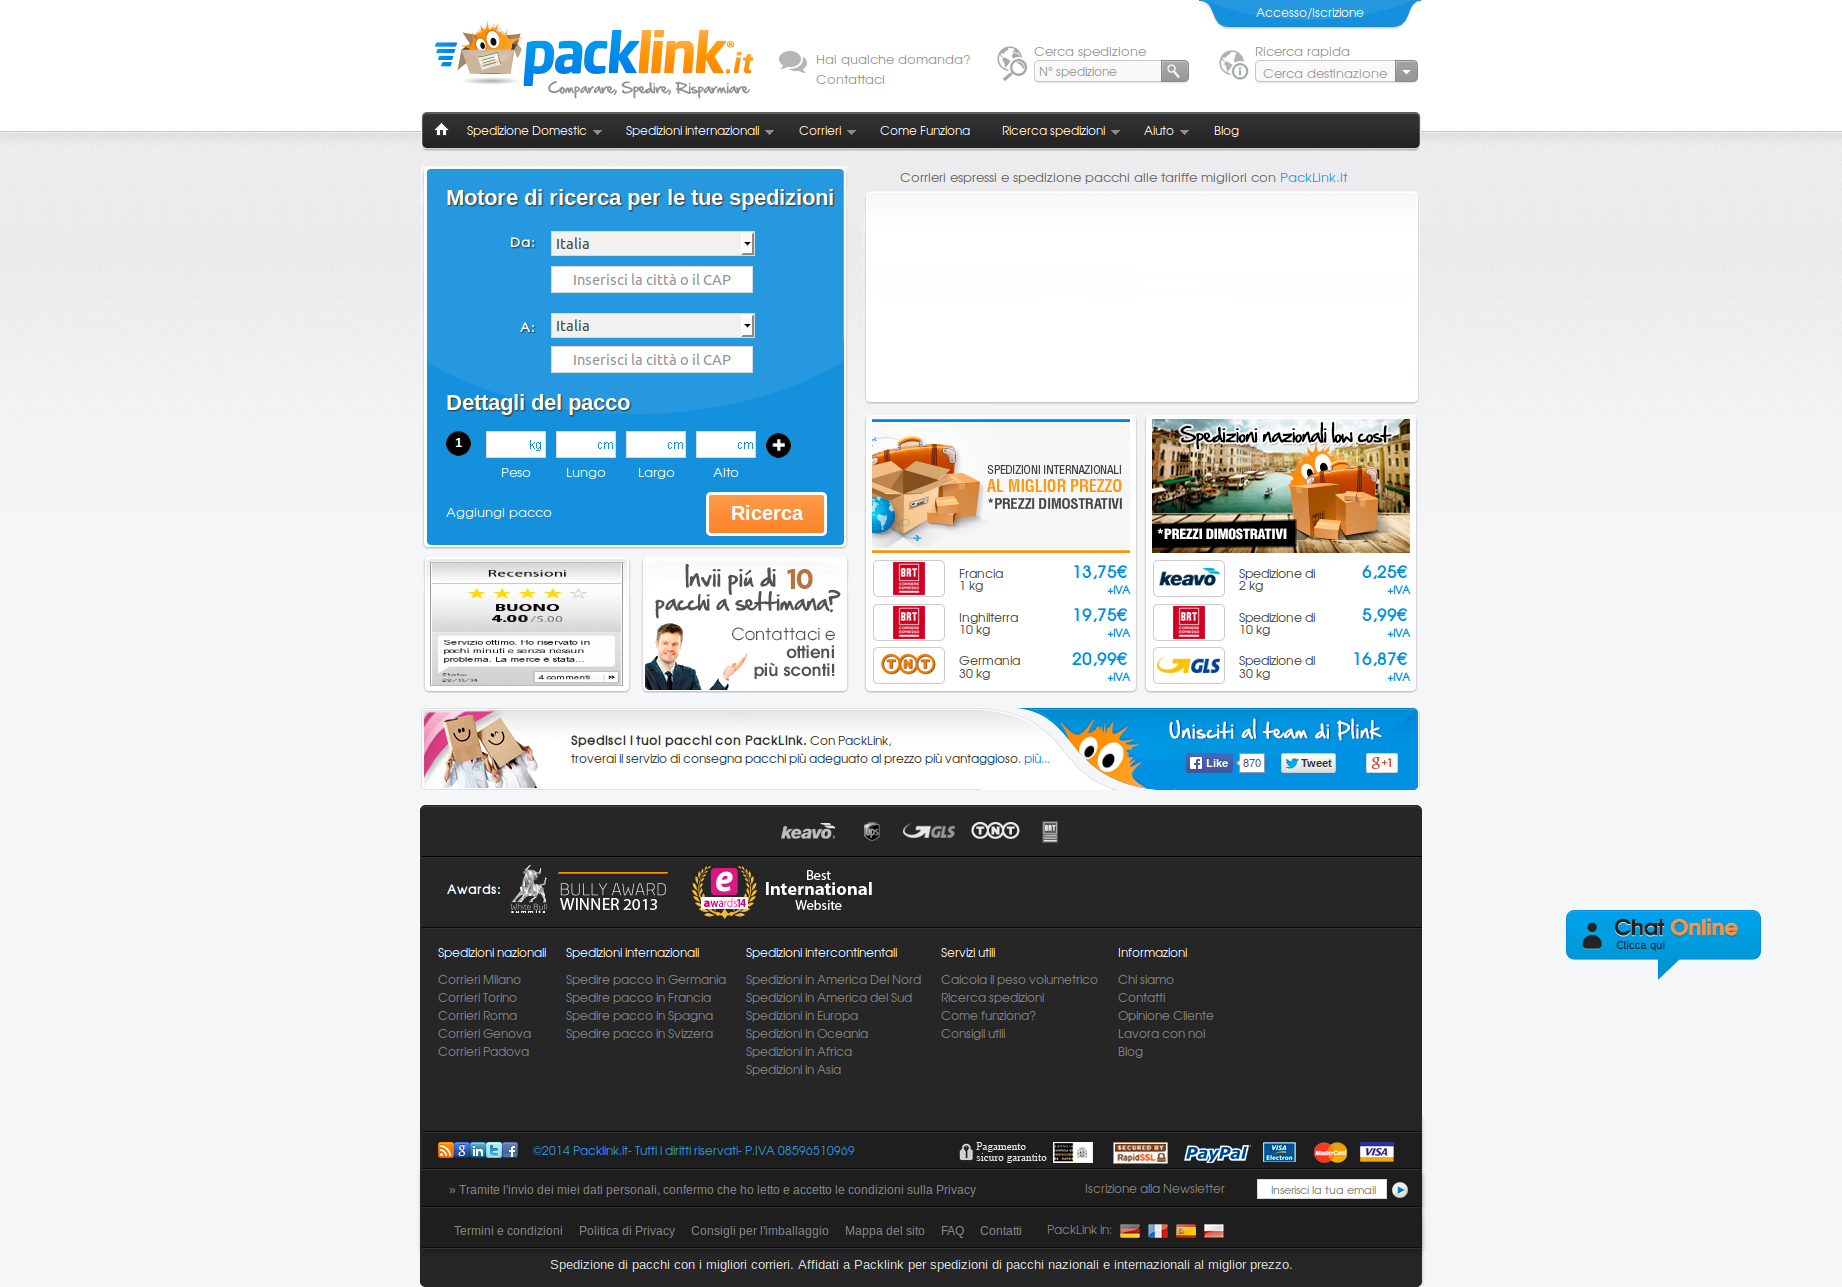 Accesso/Iscrizione
packlink®.it
Comparare, Spedire, Risparmiare
Hai qualche domanda?
Contattaci
Cerca spedizione
N° spedizione
Ricerca rapida
Cerca destinazione
Spedizione Domestic
Spedizioni internazionali
Corrieri
Come Funziona
Ricerca spedizioni
Aiuto
Blog
Motore di ricerca per le tue spedizioni
Da:
Italia
Inserisci la città o il CAP
A:
Italia
Inserisci la città o il CAP
Dettagli del pacco
1
kg
cm
cm
cm
Peso
Lungo
Largo
Alto
Aggiungi pacco
Ricerca
Corrieri espressi e spedizione pacchi alle tariffe migliori con PackLink.it
SPEDIZIONI INTERNAZIONALI
AL MIGLIOR PREZZO
*PREZZI DIMOSTRATIVI
BRT CORRIERE ESPRESSO
Francia
1 kg
13,75€
+IVA
BRT CORRIERE ESPRESSO
Inghilterra
10 kg
19,75€
+IVA
TNT
Germania
30 kg
20,99€
+IVA
Spedizioni nazionali low cost
*PREZZI DIMOSTRATIVI
keavo
Spedizione di
2 kg
6,25€
+IVA
BRT CORRIERE ESPRESSO
Spedizione di
10 kg
5,99€
+IVA
GLS
Spedizione di
30 kg
16,87€
+IVA
Recensioni
BUONO
4.00 /5.00
Servizio ottimo. Ho riservato in
pochi minuti e senza nessun
problema. La merce è stata...
4 commenti »
Invii piú di 10
pacchi a settimana?
Contattaci e
ottieni
più sconti!
Spedisci i tuoi pacchi con PackLink. Con PackLink,
troverai il servizio di consegna pacchi più adeguato al prezzo più vantaggioso. più...
Unisciti al team di Plink
Like
870
Tweet
g+1
keavo
ups
GLS
TNT
BRT
Awards:
White Bull
summits
BULLY AWARD
WINNER 2013
e
awards14
Best
International
Website
Spedizioni nazionali
Corrieri Milano
Corrieri Torino
Corrieri Roma
Corrieri Genova
Corrieri Padova
Spedizioni internazionali
Spedire pacco in Germania
Spedire pacco in Francia
Spedire pacco in Spagna
Spedire pacco in Svizzera
Spedizioni intercontinentali
Spedizioni in America Del Nord
Spedizioni in America del Sud
Spedizioni in Europa
Spedizioni in Oceania
Spedizioni in Africa
Spedizioni in Asia
Servizi utili
Calcola il peso volumetrico
Ricerca spedizioni
Come funziona?
Consigli utili
Informazioni
Chi siamo
Contatti
Opinione Cliente
Lavora con noi
Blog
Chat Online
Clicca qui
©2014 Packlink.it- Tutti i diritti riservati- P.IVA 08596510969
Pagamento
sicuro garantito
SECURED BY
RapidSSL
PayPal
VISA
Electron
MasterCard
VISA
» Tramite l'invio dei miei dati personali, confermo che ho letto e accetto le condizioni sulla Privacy
Iscrizione alla Newsletter
Inserisci la tua email
Termini e condizioni
Politica di Privacy
Consigli per l'imballaggio
Mappa del sito
FAQ
Contatti
PackLink in:
Spedizione di pacchi con i migliori corrieri. Affidati a Packlink per spedizioni di pacchi nazionali e internazionali al miglior prezzo.